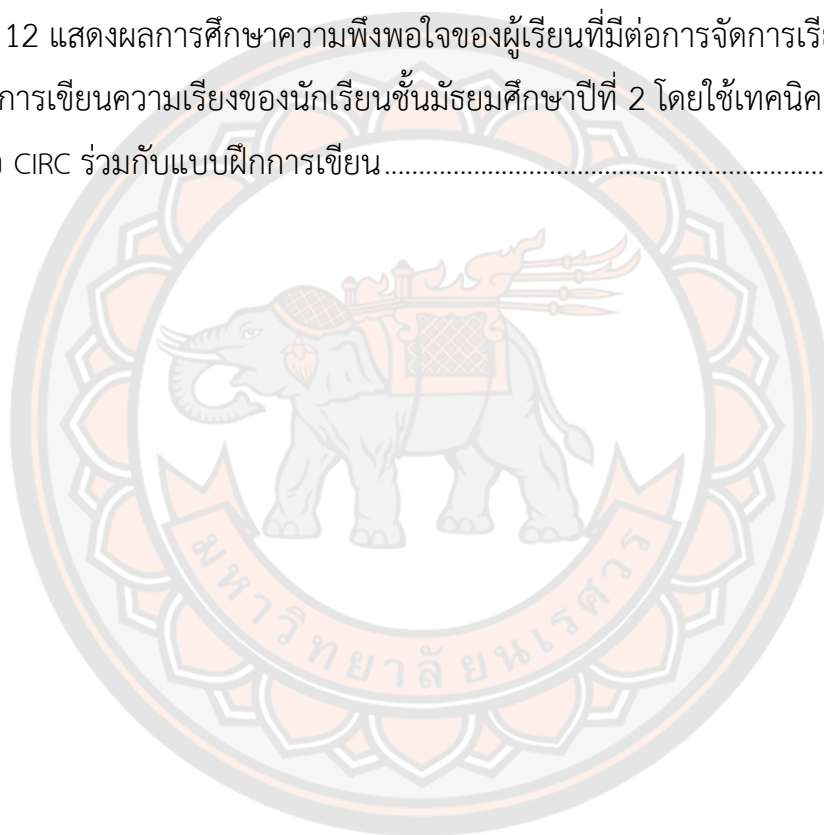 12 แสดงผลการศึกษาความพึงพอใจของผู้เรียนที่มีต่อการจัดการเรีย
การเขียนความเรียงของนักเรียนชั้นมัธยมศึกษาปีที่ 2 โดยใช้เทคนิค
CIRC ร่วมกับแบบฝึกการเขียน
มหาวิทยาลัยนเรศวร